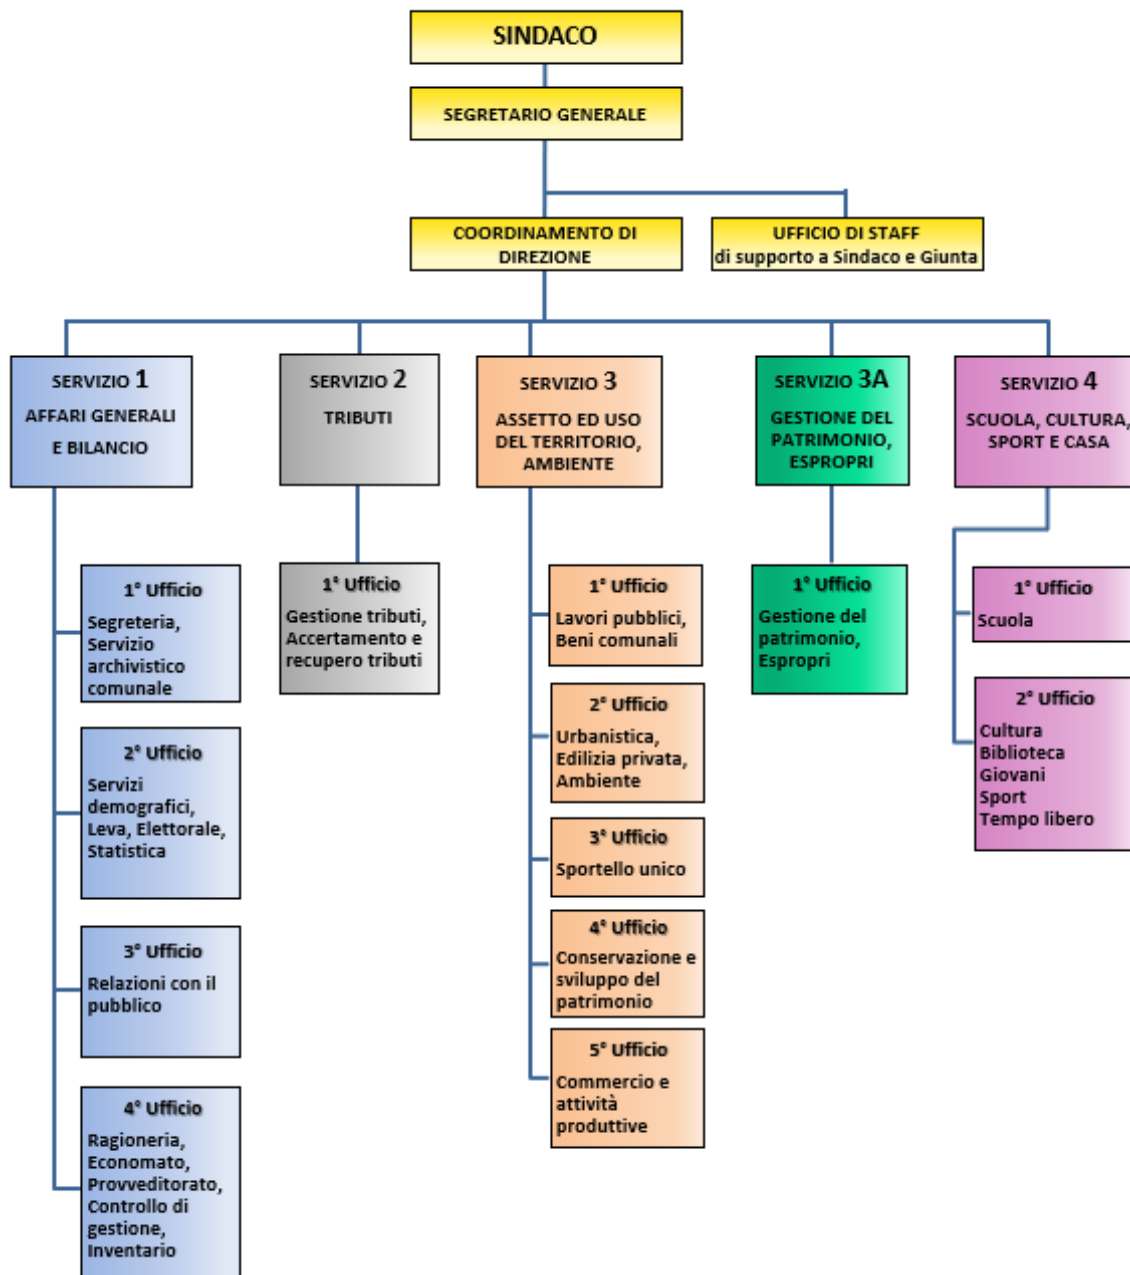 SINDACO
SEGRETARIO GENERALE
COORDINAMENTO DI
DIREZIONE
UFFICIO DI STAFF
di supporto a Sindaco e Giunta
SERVIZIO 1
AFFARI GENERALI
E BILANCIO
SERVIZIO 2
TRIBUTI
SERVIZIO 3
ASSETTO ED USO
DEL TERRITORIO,
AMBIENTE
SERVIZIO 3A
GESTIONE DEL
PATRIMONIO,
ESPROPRI
SERVIZIO 4
SCUOLA, CULTURA,
SPORT E CASA
1° Ufficio
Segreteria,
Servizio
archivistico
comunale
2° Ufficio
Servizi
demografici,
Leva, Elettorale,
Statistica
3° Ufficio
Relazioni con il
pubblico
4° Ufficio
Ragioneria,
Economato,
Provveditorato,
Controllo di
gestione,
Inventario
1° Ufficio
Gestione tributi,
Accertamento e
recupero tributi
1° Ufficio
Lavori pubblici,
Beni comunali
2° Ufficio
Urbanistica,
Edilizia privata,
Ambiente
3° Ufficio
Sportello unico
4° Ufficio
Conservazione e
sviluppo del
patrimonio
5° Ufficio
Commercio e
attività
produttive
1° Ufficio
Gestione del
patrimonio,
Espropri
1° Ufficio
Scuola
2° Ufficio
Cultura
Biblioteca
Giovani
Sport
Tempo libero